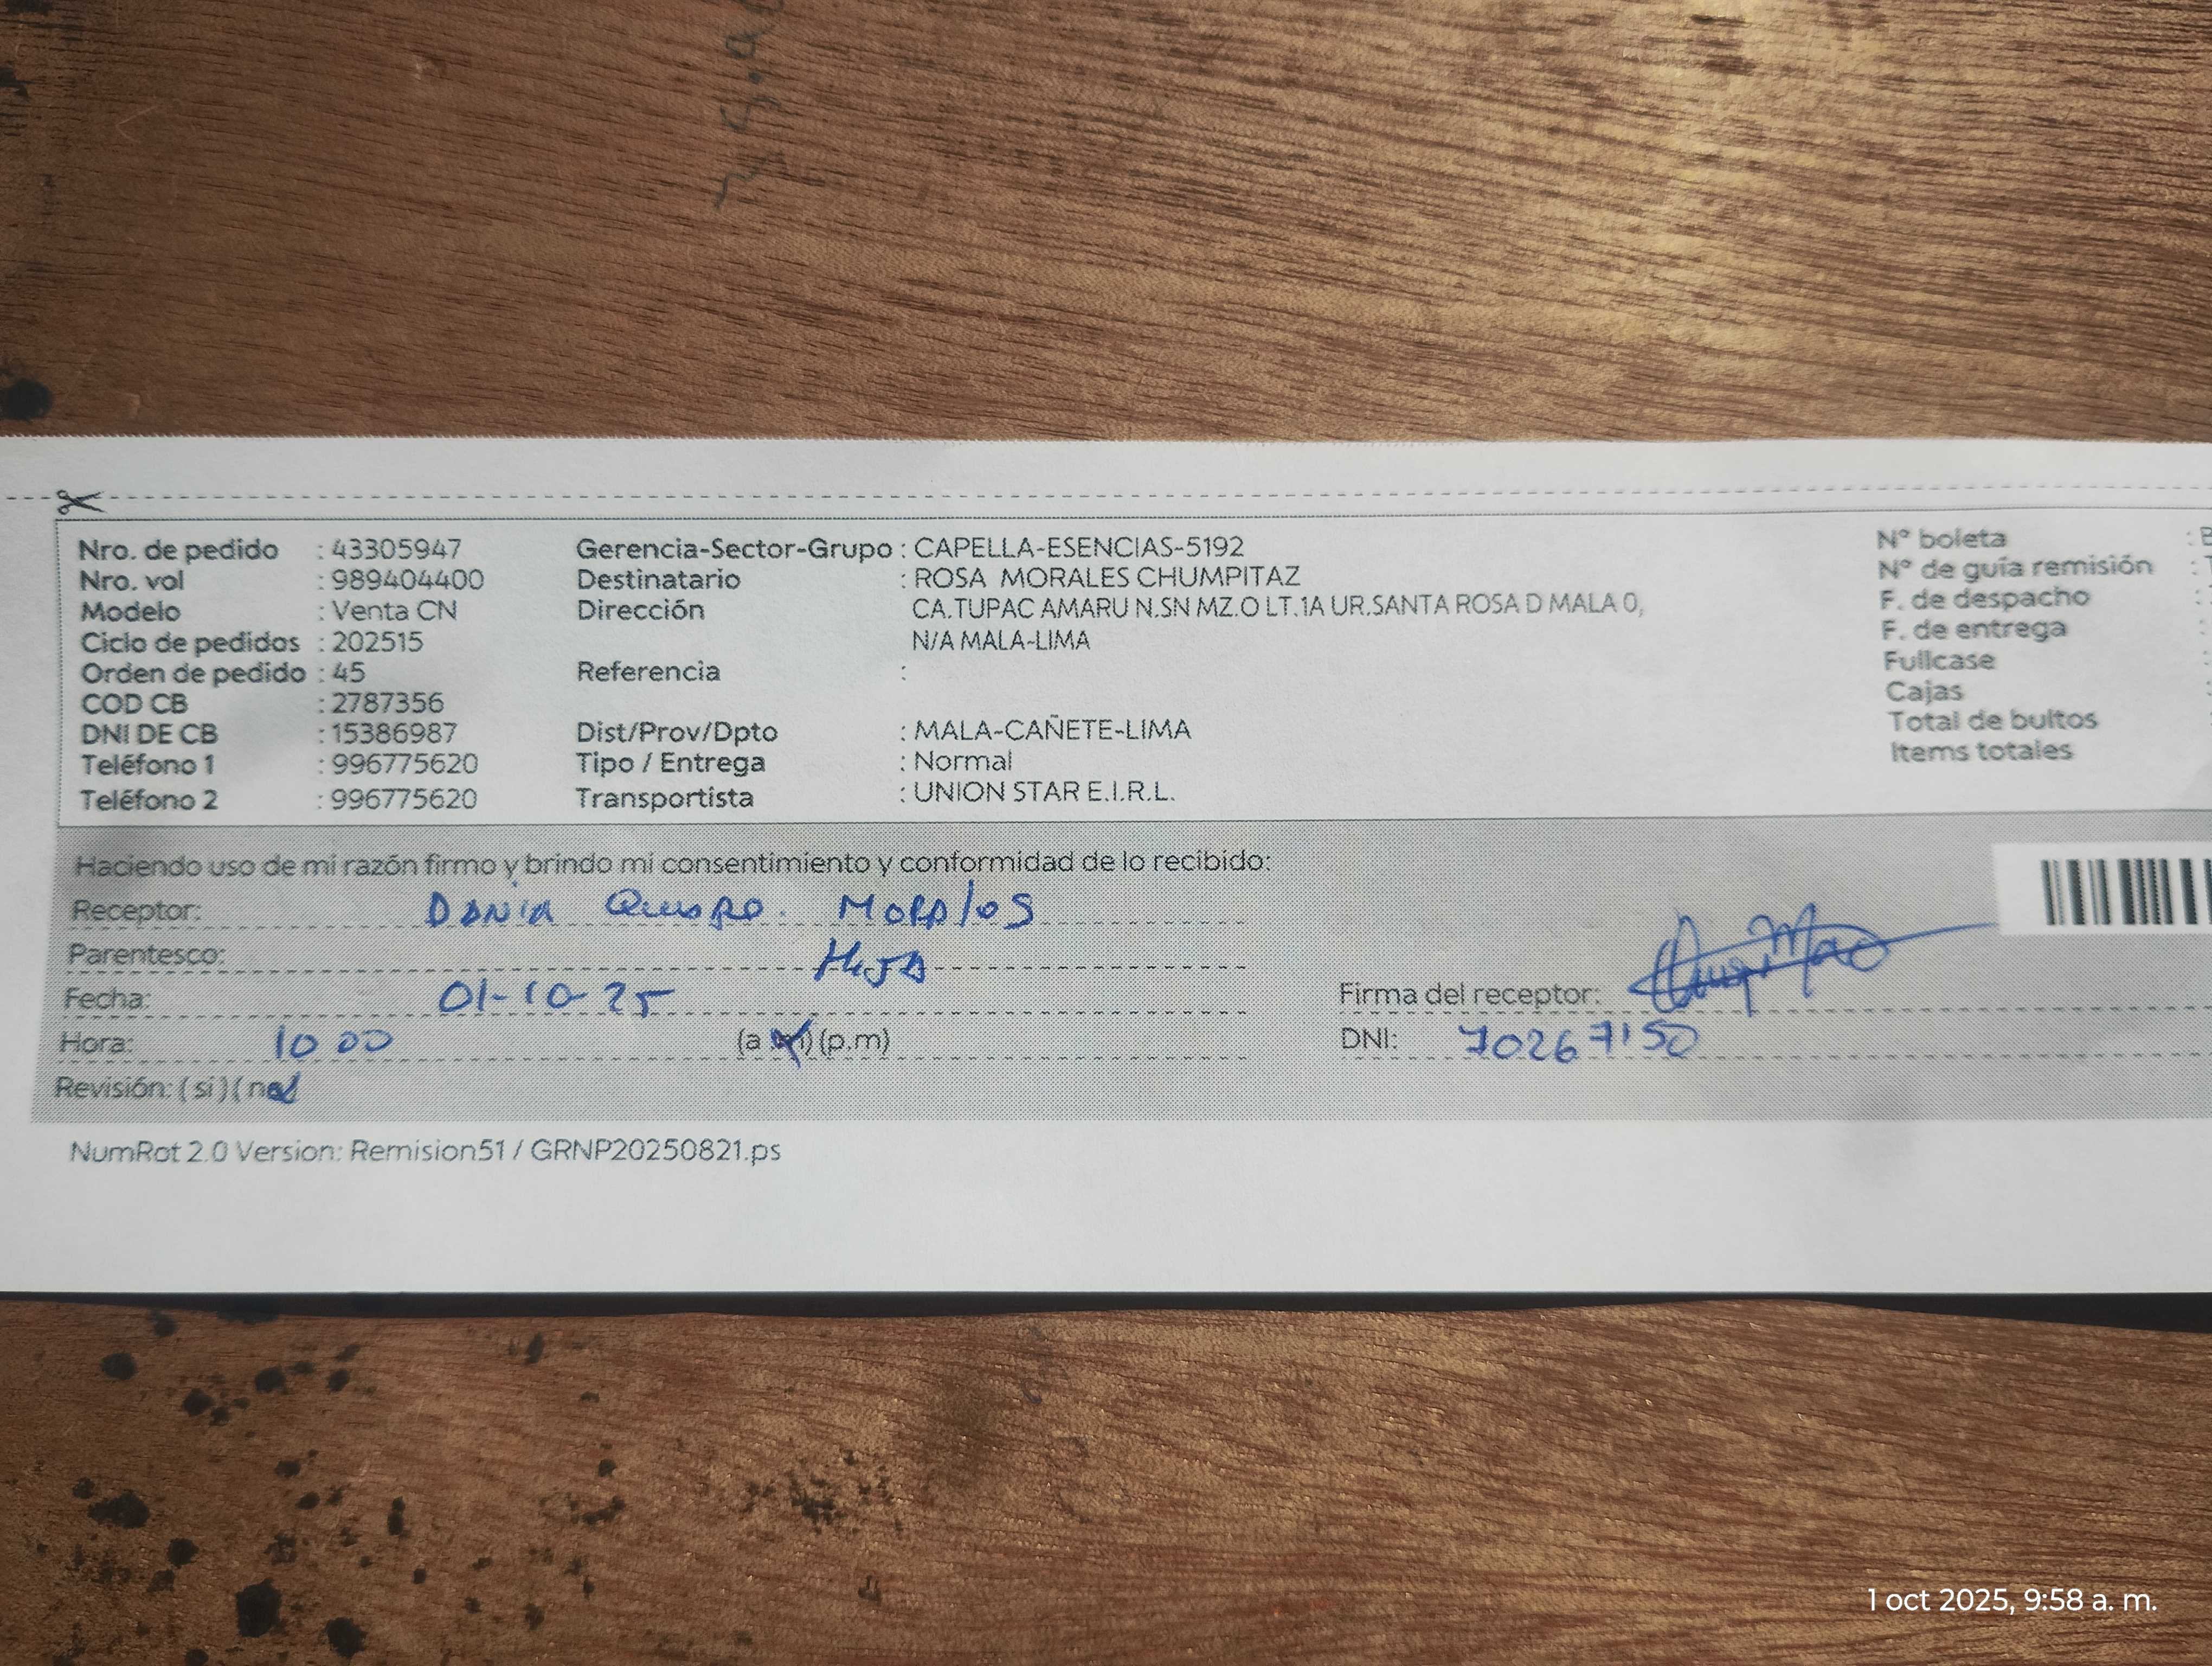 Nro. de pedido : 43305947 Gerencia-Sector-Grupo : CAPELLA-ESENCIAS-5192 N° boleta :
Nro. vol : 989404400 Destinatario : ROSA MORALES CHUMPITAZ N° de guía remisión :
Modelo : Venta CN Dirección CA.TUPAC AMARU N.SN MZ.O LT.1A UR.SANTA ROSA D MALA 0, F. de despacho :
Ciclo de pedidos : 202515 N/A MALA-LIMA F. de entrega :
Orden de pedido : 45 Referencia : Fullcase :
COD CB : 2787356 Cajas :
DNI DE CB : 15386987 Dist/Prov/Dpto : MALA-CAÑETE-LIMA Total de bultos
Teléfono 1 : 996775620 Tipo / Entrega : Normal Items totales
Teléfono 2 : 996775620 Transportista : UNION STAR E.I.R.L.
Haciendo uso de mi razón firmo y brindo mi consentimiento y conformidad de lo recibido:
Receptor: Dania Quispe Morales
Parentesco: Hija
Fecha: 01-10-25 Firma del receptor:
Hora: 10 00 (a.m) (p.m) DNI: 70267150
Revisión: (si) (no)
NumRot 2.0 Version: Remision51 / GRNP20250821.ps
1 oct 2025, 9:58 a. m.